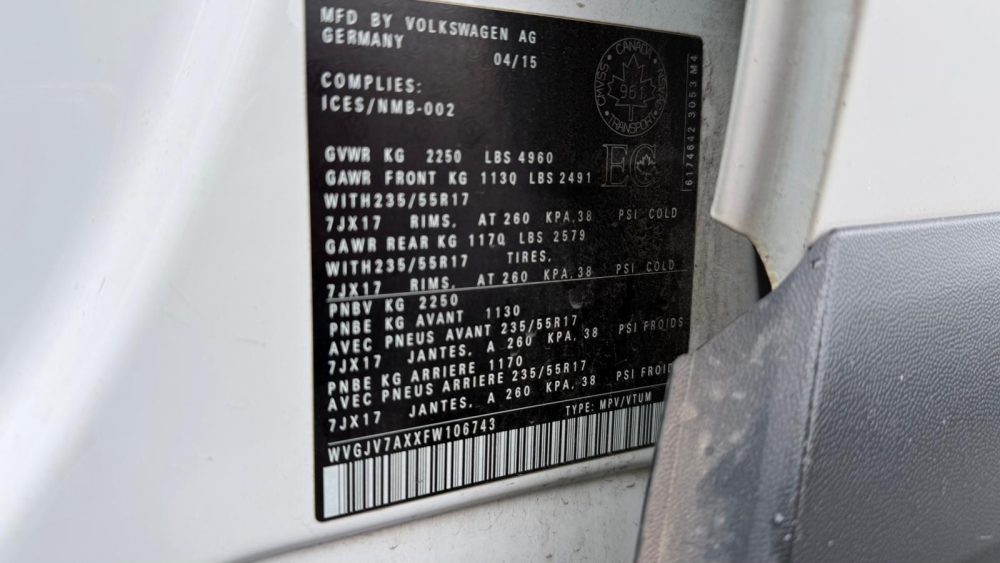 MFD BY VOLKSWAGEN AG
GERMANY
04/15
COMPLIES:
ICES/NMB-002
CANADA
TRANSPORT
EC
6174642 3053 M4
GVWR KG 2250 LBS 4960
GAWR FRONT KG 1130 LBS 2491
WITH235/55R17
7JX17 RIMS, AT 260 KPA,38 PSI COLD
GAWR REAR KG 1170 LBS 2579
WITH235/55R17 TIRES,
7JX17 RIMS, AT 260 KPA,38 PSI COLD
PNBV KG 2250
PNBE KG AVANT 1130
AVEC PNEUS AVANT 235/55R17
7JX17 JANTES, A 260 KPA, 38 PSI FROIDS
PNBE KG ARRIERE 1170
AVEC PNEUS ARRIERE 235/55R17
7JX17 JANTES, A 260 KPA, 38 PSI FROID
TYPE: MPV/VTUM
WVGJV7AXXFW106743